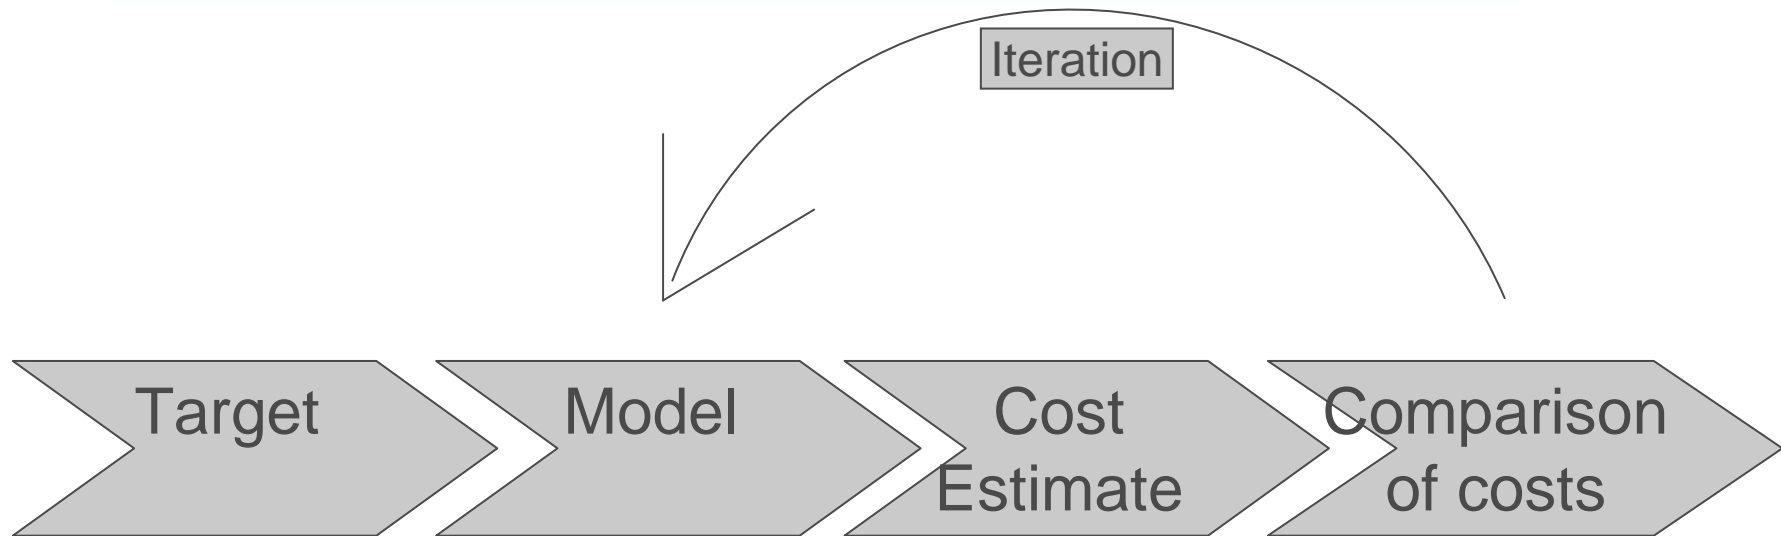 Iteration
Target
Model
Cost
Estimate
Comparison
of costs